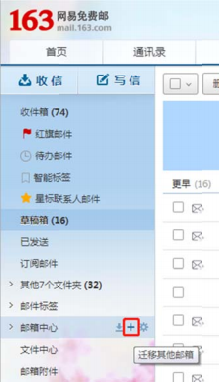 163 网易免费邮
mail.163.com
首页 通讯录
收信 写信
收件箱 (74)
红旗邮件
待办邮件
智能标签
星标联系人邮件
草稿箱 (16)
已发送
订阅邮件
其他7个文件夹 (32)
邮件标签
邮箱中心
文件中心
邮箱附件
更早 (16)
迁移其他邮箱